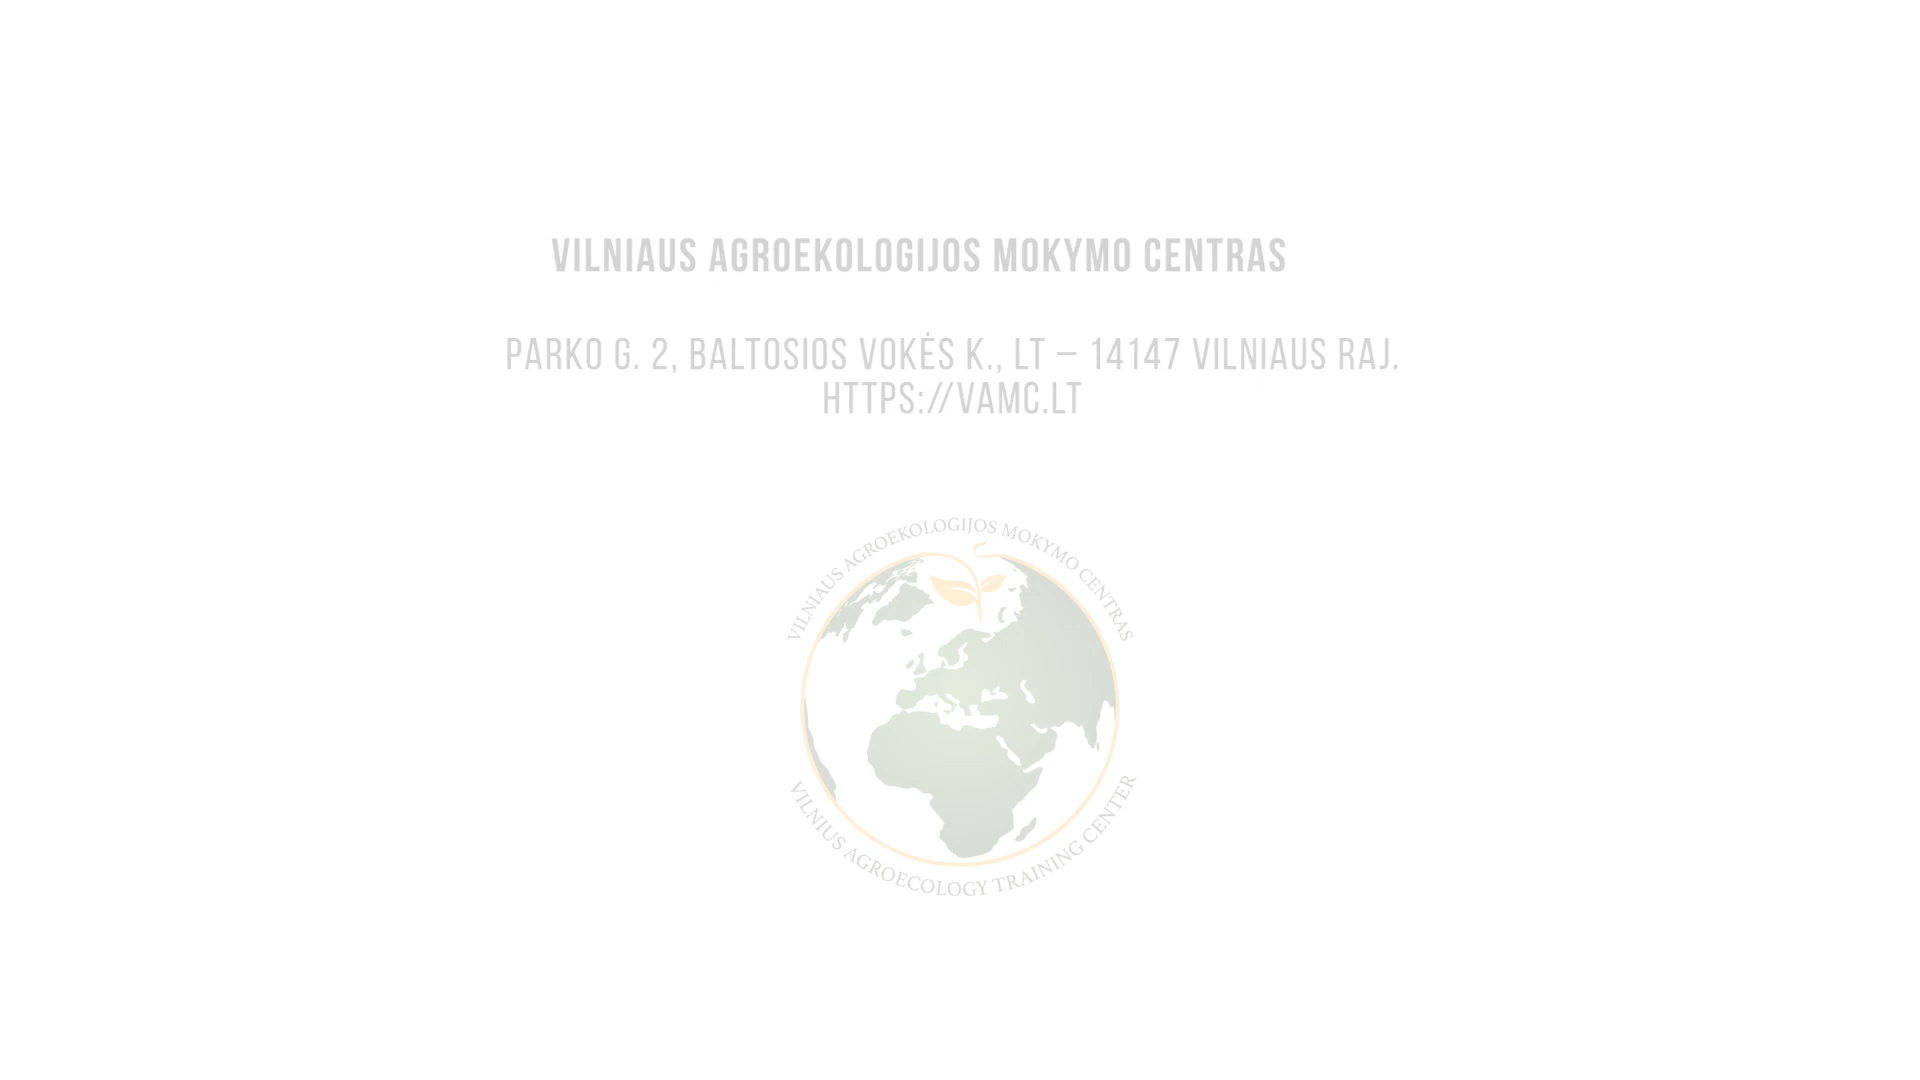 VILNIAUS AGROEKOLOGIJOS MOKYMO CENTRAS
PARKO G. 2, BALTOSIOS VOKĖS K., LT – 14147 VILNIAUS RAJ.
HTTPS://VAMC.LT
VILNIAUS AGROEKOLOGIJOS MOKYMO CENTRAS
VILNIUS AGROECOLOGY TRAINING CENTER